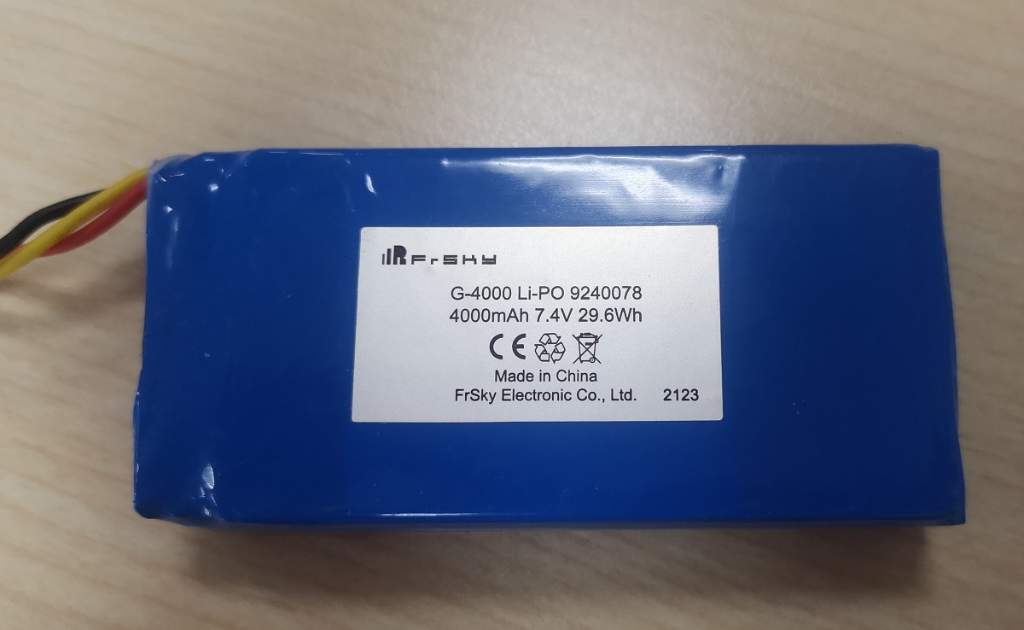 FrSky
G-4000 Li-PO 9240078
4000mAh 7.4V 29.6Wh
CE
Made in China
FrSky Electronic Co., Ltd. 2123